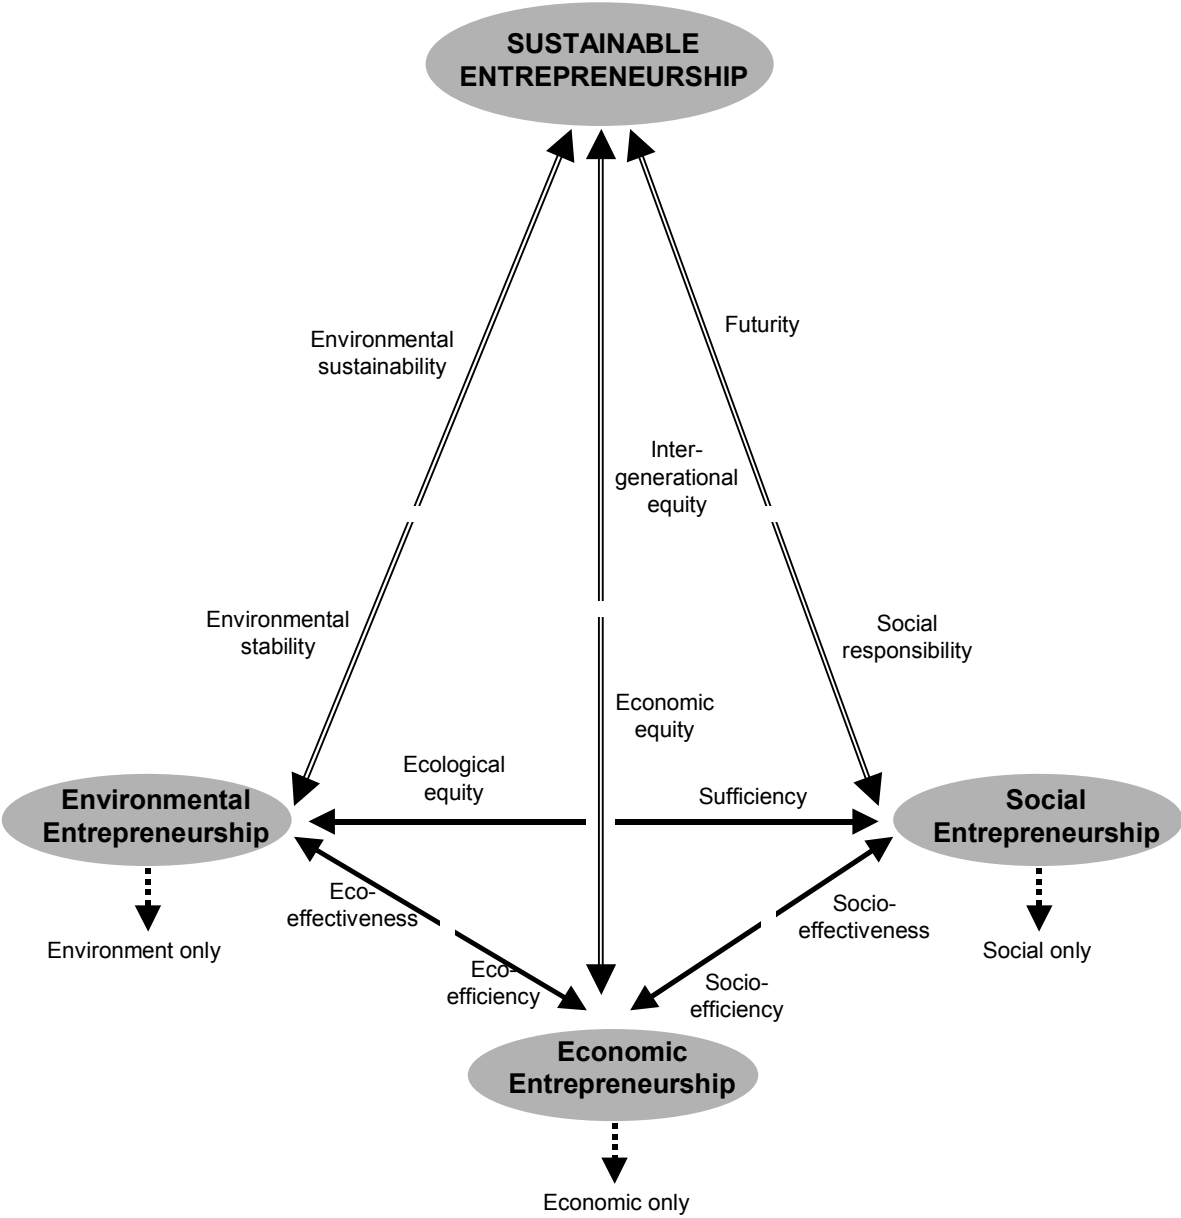 SUSTAINABLE
ENTREPRENEURSHIP
Environmental
sustainability
Futurity
Inter-
generational
equity
Environmental
stability
Social
responsibility
Economic
equity
Ecological
equity
Sufficiency
Environmental
Entrepreneurship
Social
Entrepreneurship
Eco-
effectiveness
Socio-
effectiveness
Environment only
Social only
Eco-
efficiency
Socio-
efficiency
Economic
Entrepreneurship
Economic only